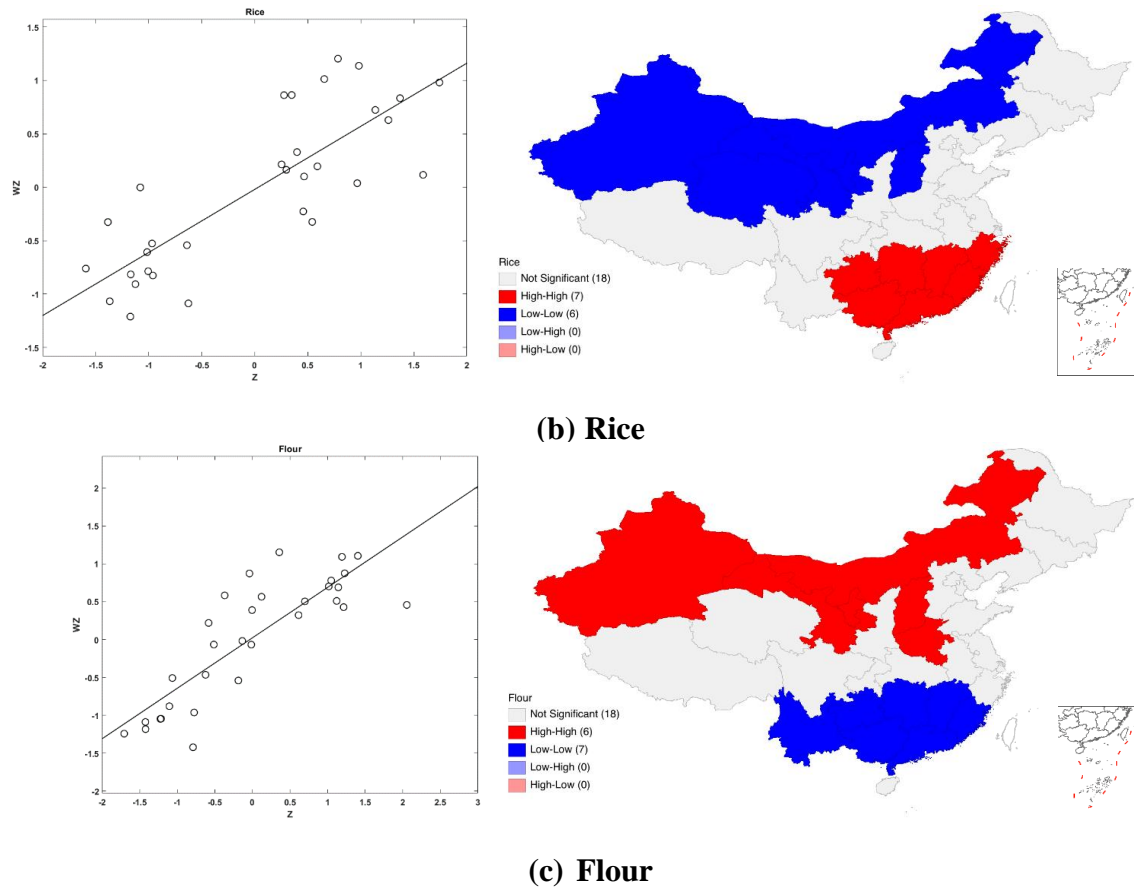 Rice
1.5
1
0.5
0
-0.5
-1
-1.5
WZ
-2
-1.5
-1
-0.5
0
0.5
1
1.5
2
Z
Rice
Not Significant (18)
High-High (7)
Low-Low (6)
Low-High (0)
High-Low (0)
(b) Rice
Flour
2
1.5
1
0.5
0
-0.5
-1
-1.5
-2
WZ
-2
-1.5
-1
-0.5
0
0.5
1
1.5
2
2.5
3
Z
Flour
Not Significant (18)
High-High (6)
Low-Low (7)
Low-High (0)
High-Low (0)
(c) Flour